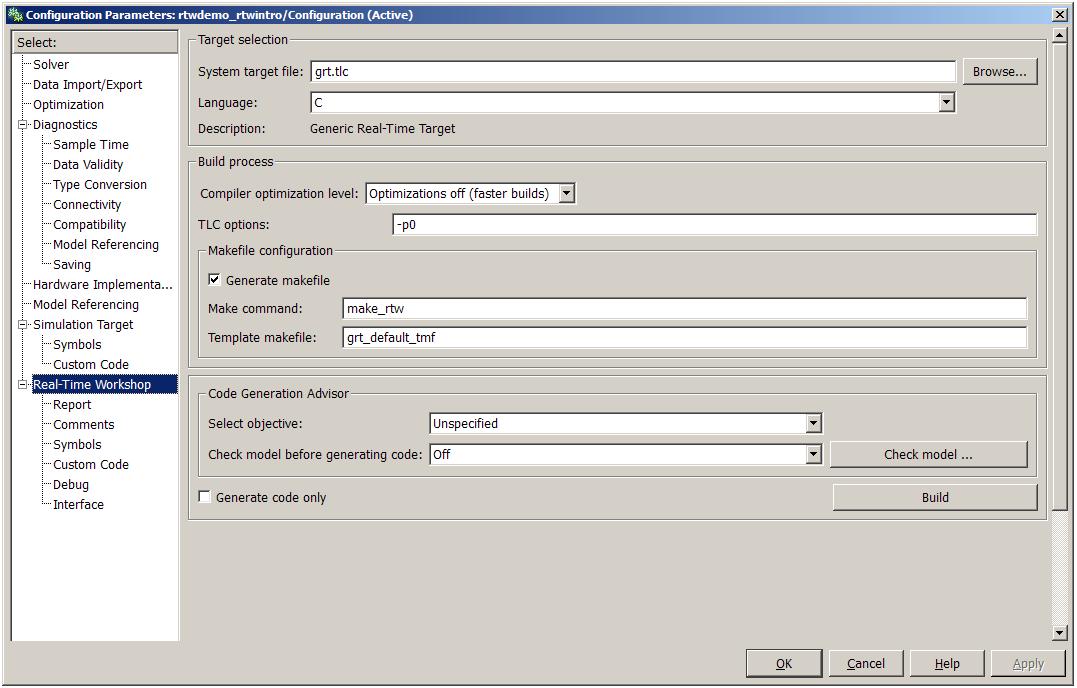 Configuration Parameters: rtwdemo_rtwintro/Configuration (Active)
Select:
Solver
Data Import/Export
Optimization
Diagnostics
Sample Time
Data Validity
Type Conversion
Connectivity
Compatibility
Model Referencing
Saving
Hardware Implementa...
Model Referencing
Simulation Target
Symbols
Custom Code
Real-Time Workshop
Report
Comments
Symbols
Custom Code
Debug
Interface
Target selection
System target file: grt.tlc Browse...
Language: C
Description: Generic Real-Time Target
Build process
Compiler optimization level: Optimizations off (faster builds)
TLC options: -p0
Makefile configuration
Generate makefile
Make command: make_rtw
Template makefile: grt_default_tmf
Code Generation Advisor
Select objective: Unspecified
Check model before generating code: Off Check model ...
Generate code only Build
OK Cancel Help Apply